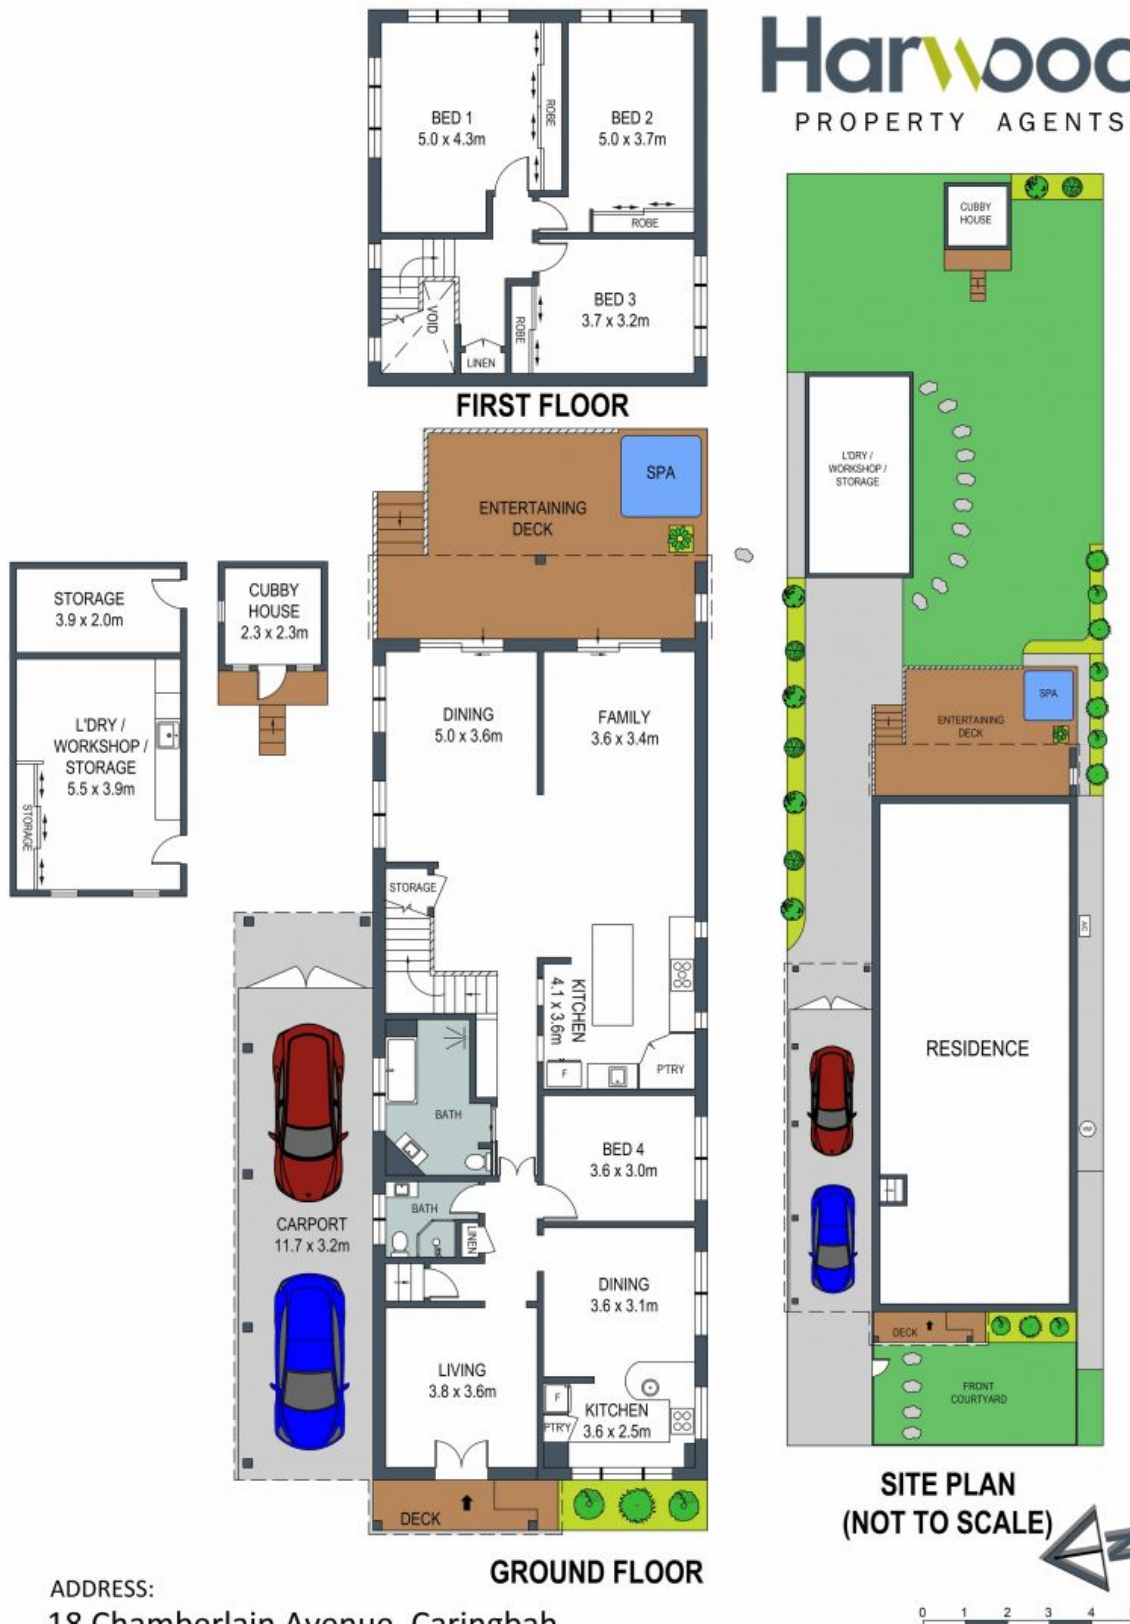 Harwood
PROPERTY AGENTS
BED 1
5.0 x 4.3m
ROBE
BED 2
5.0 x 3.7m
ROBE
BED 3
3.7 x 3.2m
ROBE
VOID
LINEN
FIRST FLOOR
SPA
ENTERTAINING
DECK
STORAGE
3.9 x 2.0m
L'DRY /
WORKSHOP /
STORAGE
5.5 x 3.9m
STORAGE
CUBBY
HOUSE
2.3 x 2.3m
DINING
5.0 x 3.6m
FAMILY
3.6 x 3.4m
STORAGE
KITCHEN
4.1 x 3.6m
F
P'TRY
BATH
BED 4
3.6 x 3.0m
BATH
LINEN
CARPORT
11.7 x 3.2m
DINING
3.6 x 3.1m
LIVING
3.8 x 3.6m
F
PTR'Y
KITCHEN
3.6 x 2.5m
DECK
GROUND FLOOR
CUBBY
HOUSE
L'DRY /
WORKSHOP /
STORAGE
SPA
ENTERTAINING
DECK
A/C
RESIDENCE
DECK
FRONT
COURTYARD
SITE PLAN
(NOT TO SCALE)
N
0 1 2 3 4
ADDRESS:
18 Chamberlain Avenue, Caringbah